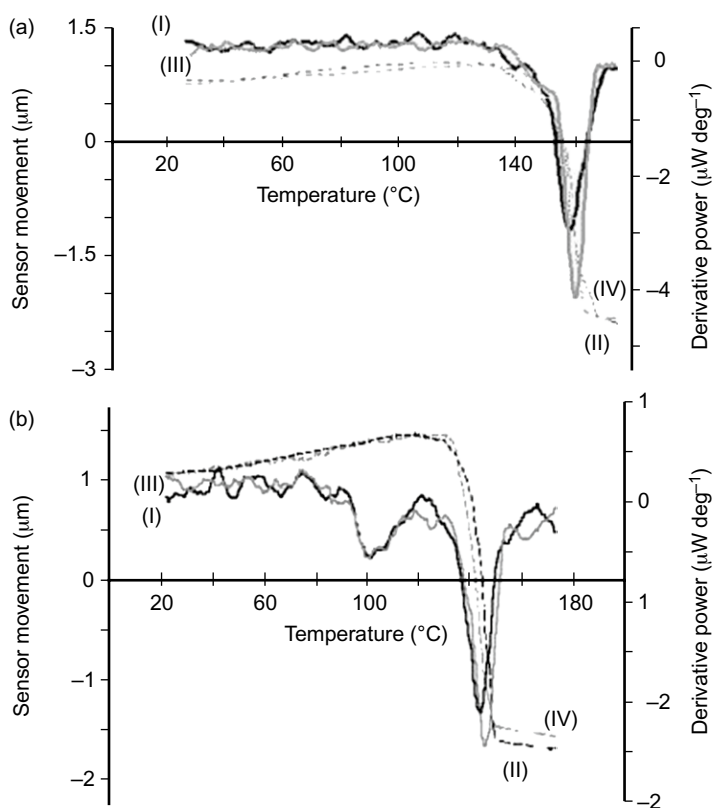 (a)
1.5
0
–1.5
–3
Sensor movement (µm)
(I)
(III)
20
60
100
140
Temperature (°C)
0
–2
–4
Derivative power (µW deg–1)
(IV)
(II)
(b)
1
0
–1
–2
Sensor movement (µm)
(III)
(I)
20
60
100
180
Temperature (°C)
1
0
1
–2
–2
Derivative power (µW deg–1)
(IV)
(II)